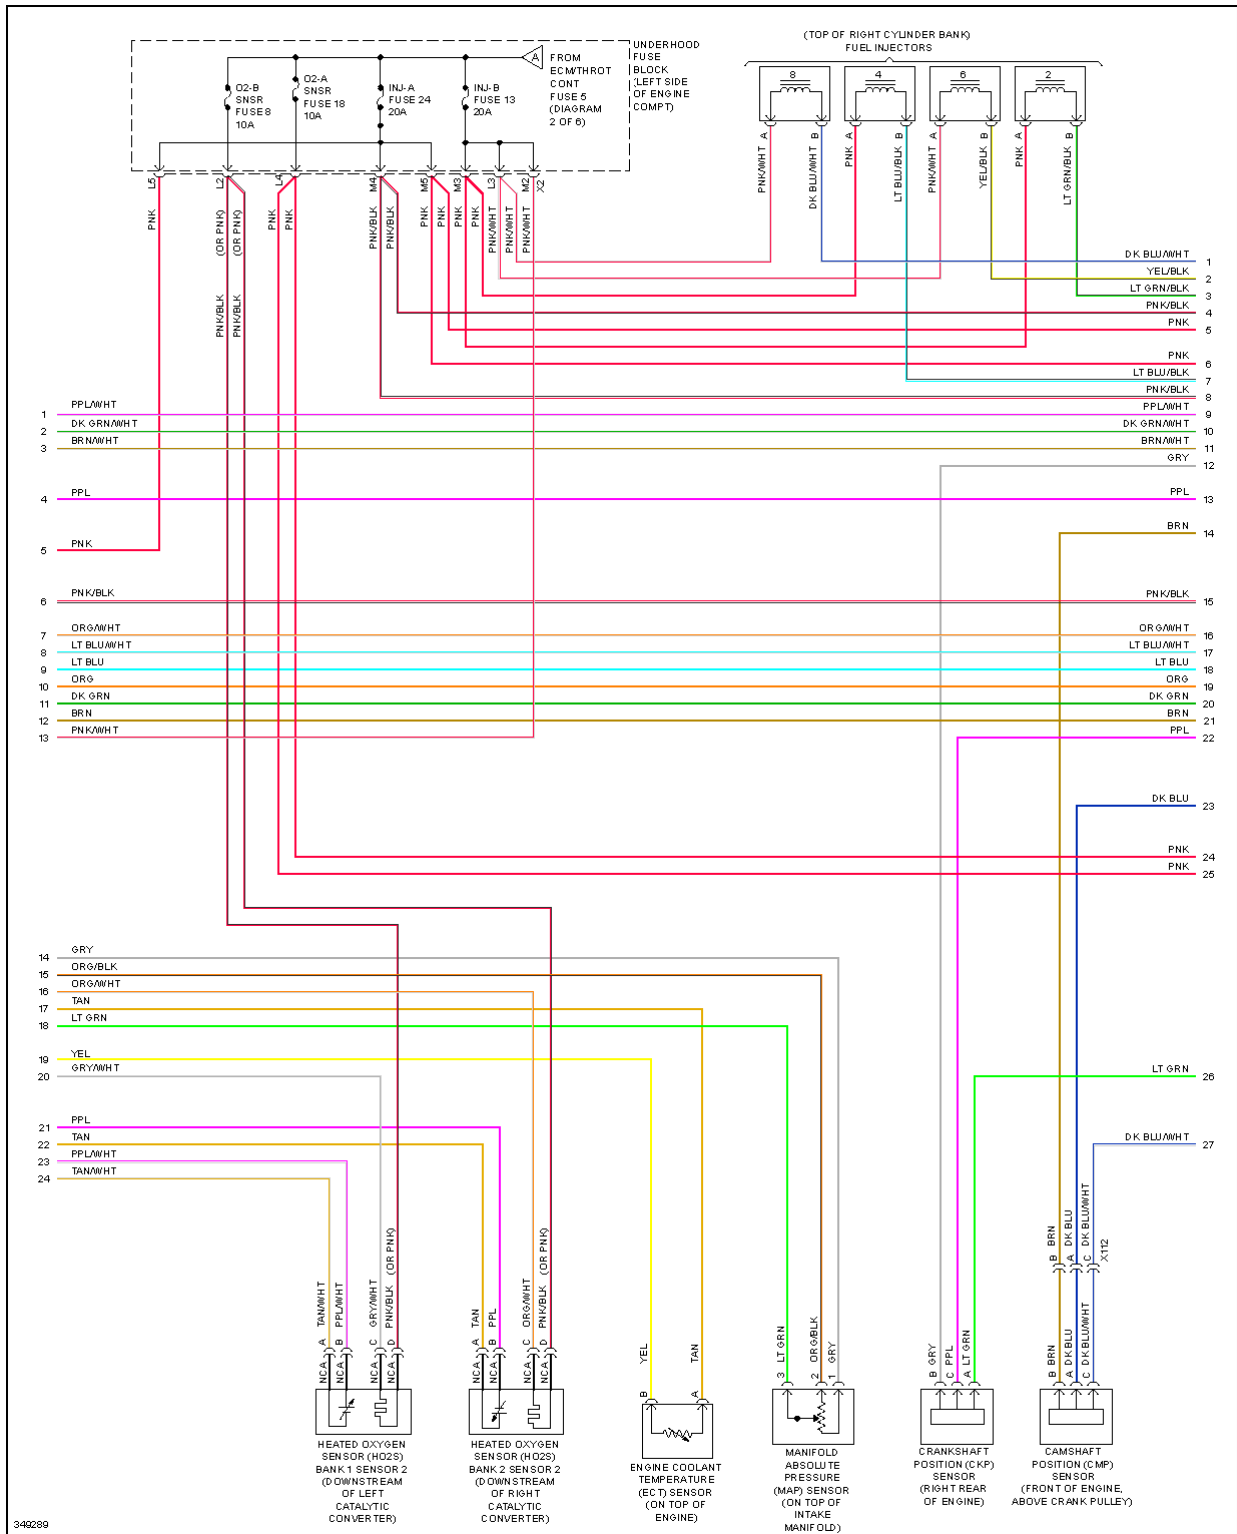 (TOP OF RIGHT CYLINDER BANK)
FUEL INJECTORS
UNDERHOOD
FUSE
BLOCK
(LEFT SIDE
OF ENGINE
COMPT)
A
FROM
ECM/THROT
CONT
FUSE 5
(DIAGRAM
2 OF 6)
O2-B
SNSR
FUSE 8
10A
O2-A
SNSR
FUSE 18
10A
INJ-A
FUSE 24
20A
INJ-B
FUSE 13
20A
8
4
6
2
A
B
A
B
A
B
A
B
PNK/WHT
DK BLU/WHT
PNK
LT BLU/BLK
PNK/WHT
YEL/BLK
PNK
LT GRN/BLK
L5
L2
L4
M4
M5
M3
L3
M2
X2
PNK
(OR PNK)
(OR PNK)
PNK
PNK
PNK/BLK
PNK/BLK
PNK
PNK
PNK
PNK
PNK/WHT
PNK/WHT
PNK/WHT
PNK/BLK
PNK/BLK
DK BLU/WHT 1
YEL/BLK 2
LT GRN/BLK 3
PNK/BLK 4
PNK 5
PNK 6
LT BLU/BLK 7
PNK/BLK 8
1 PPL/WHT PPL/WHT 9
2 DK GRN/WHT DK GRN/WHT 10
3 BRN/WHT BRN/WHT 11
GRY 12
4 PPL PPL 13
BRN 14
5 PNK
6 PNK/BLK PNK/BLK 15
7 ORG/WHT ORG/WHT 16
8 LT BLU/WHT LT BLU/WHT 17
9 LT BLU LT BLU 18
10 ORG ORG 19
11 DK GRN DK GRN 20
12 BRN BRN 21
13 PNK/WHT PPL 22
DK BLU 23
PNK 24
PNK 25
14 GRY
15 ORG/BLK
16 ORG/WHT
17 TAN
18 LT GRN
19 YEL
20 GRY/WHT
LT GRN 26
21 PPL
22 TAN
23 PPL/WHT
24 TAN/WHT
DK BLU/WHT 27
B BRN
A DK BLU
C DK BLU/WHT
X112
NCA A TAN/WHT
NCA B PPL/WHT
NCA C GRY/WHT
NCA D PNK/BLK (OR PNK)
NCA A TAN
NCA B PPL
NCA C ORG/WHT
NCA D PNK/BLK (OR PNK)
B YEL
A TAN
3 LT GRN
2 ORG/BLK
1 GRY
B GRY
C PPL
A LT GRN
B BRN
A DK BLU
C DK BLU/WHT
HEATED OXYGEN
SENSOR (HO2S)
BANK 1 SENSOR 2
(DOWNSTREAM
OF LEFT
CATALYTIC
CONVERTER)
HEATED OXYGEN
SENSOR (HO2S)
BANK 2 SENSOR 2
(DOWNSTREAM
OF RIGHT
CATALYTIC
CONVERTER)
ENGINE COOLANT
TEMPERATURE
(ECT) SENSOR
(ON TOP OF
ENGINE)
MANIFOLD
ABSOLUTE
PRESSURE
(MAP) SENSOR
(ON TOP OF
INTAKE
MANIFOLD)
CRANKSHAFT
POSITION (CKP)
SENSOR
(RIGHT REAR
OF ENGINE)
CAMSHAFT
POSITION (CMP)
SENSOR
(FRONT OF ENGINE,
ABOVE CRANK PULLEY)
349289